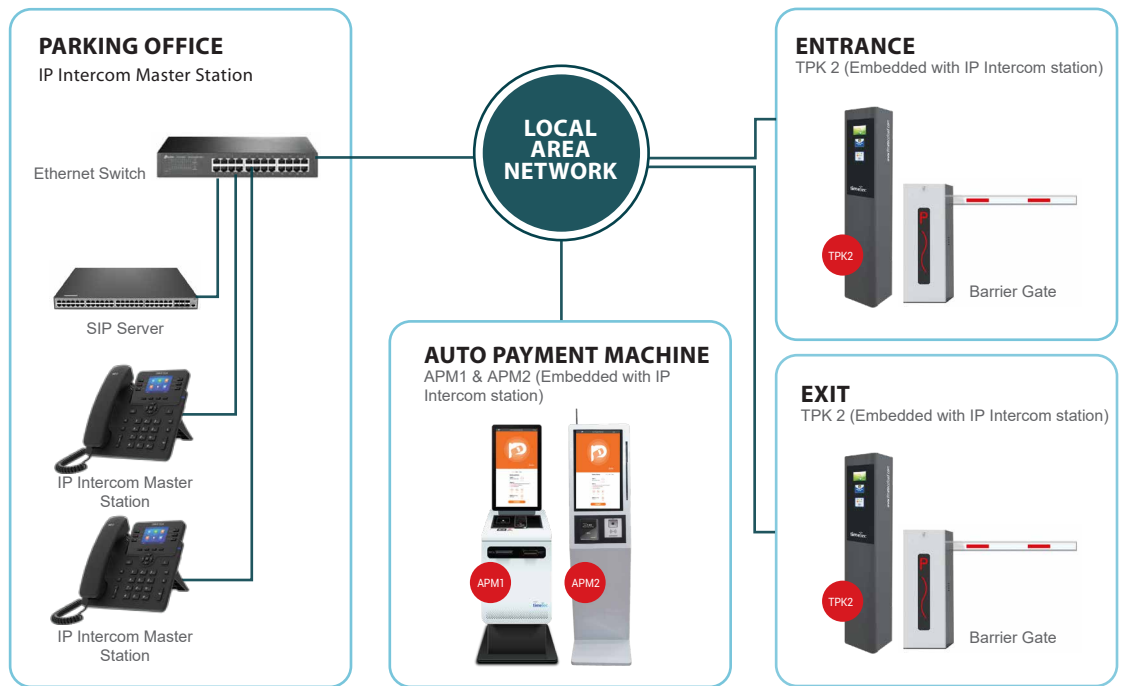 PARKING OFFICE
IP Intercom Master Station
Ethernet Switch
SIP Server
IP Intercom Master
Station
IP Intercom Master
Station
LOCAL
AREA
NETWORK
AUTO PAYMENT MACHINE
APM1 & APM2 (Embedded with IP
Intercom station)
APM1
APM2
ENTRANCE
TPK 2 (Embedded with IP Intercom station)
timeTec
TPK2
P
Barrier Gate
EXIT
TPK 2 (Embedded with IP Intercom station)
timeTec
TPK2
P
Barrier Gate